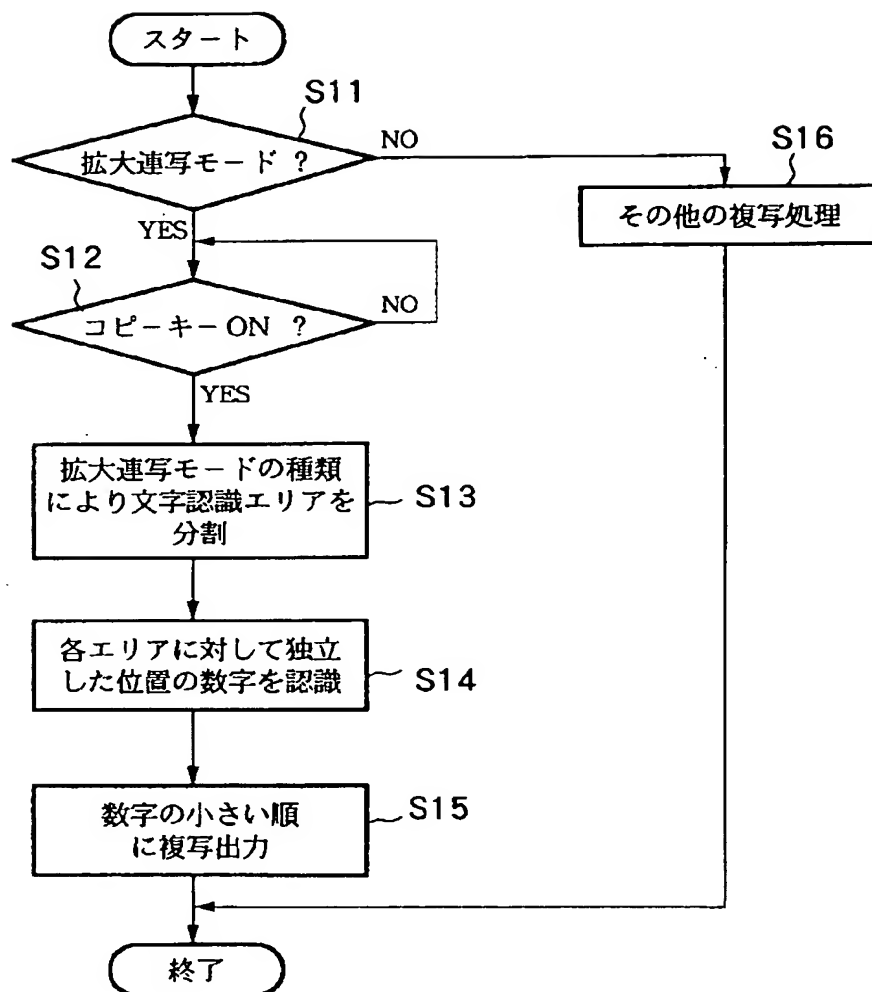 スタート
S11
拡大連写モード ?
NO
S16
その他の複写処理
YES
S12
コピーキーON ?
NO
YES
拡大連写モードの種類
により文字認識エリアを
分割
S13
各エリアに対して独立
した位置の数字を認識
S14
数字の小さい順
に複写出力
S15
終了